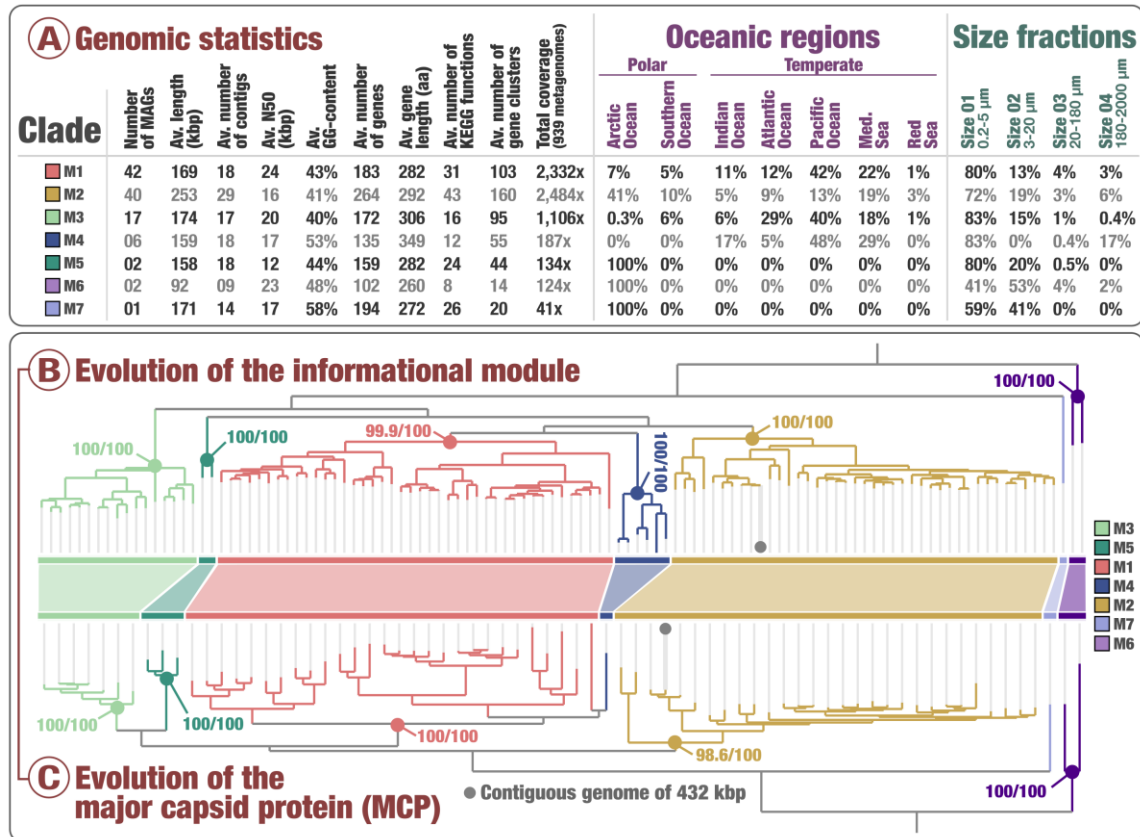 A Genomic statistics
Oceanic regions
Size fractions
Polar
Temperate
Clade
Number of MAGs
Av. length (kbp)
Av. number of contigs
Av. N50 (kbp)
Av. GG-content
Av. number of genes
Av. gene length (aa)
Av. number of KEEG functions
Av. number of gene clusters
Total coverage (939 metagenomes)
Arctic Ocean
Southern Ocean
Indian Ocean
Atlantic Ocean
Pacific Ocean
Med. Sea
Red Sea
Size 01 0.2-5 µm
Size 02 3-20 µm
Size 03 20-180 µm
Size 04 180-2000 µm
M1 42 169 18 24 43% 183 282 31 103 2,332x 7% 5% 11% 12% 42% 22% 1% 80% 13% 4% 3%
M2 40 253 29 16 41% 264 292 43 160 2,484x 41% 10% 5% 9% 13% 19% 3% 72% 19% 3% 6%
M3 17 174 17 20 40% 172 306 16 95 1,106x 0.3% 6% 6% 29% 40% 18% 1% 83% 15% 1% 0.4%
M4 06 159 18 17 53% 135 349 12 55 187x 0% 0% 17% 5% 48% 29% 0% 83% 0% 0.4% 17%
M5 02 158 18 12 44% 159 282 24 44 134x 100% 0% 0% 0% 0% 0% 0% 80% 20% 0.5% 0%
M6 02 92 09 23 48% 102 260 8 14 124x 100% 0% 0% 0% 0% 0% 0% 41% 53% 4% 2%
M7 01 171 14 17 58% 194 272 26 20 41x 100% 0% 0% 0% 0% 0% 0% 59% 41% 0% 0%
B Evolution of the informational module
100/100
99.9/100
100/100
100/100
100/100
100/100
M3
M5
M1
M4
M2
M7
M6
100/100
100/100
100/100
98.6/100
100/100
C Evolution of the
major capsid protein (MCP)
Contiguous genome of 432 kbp